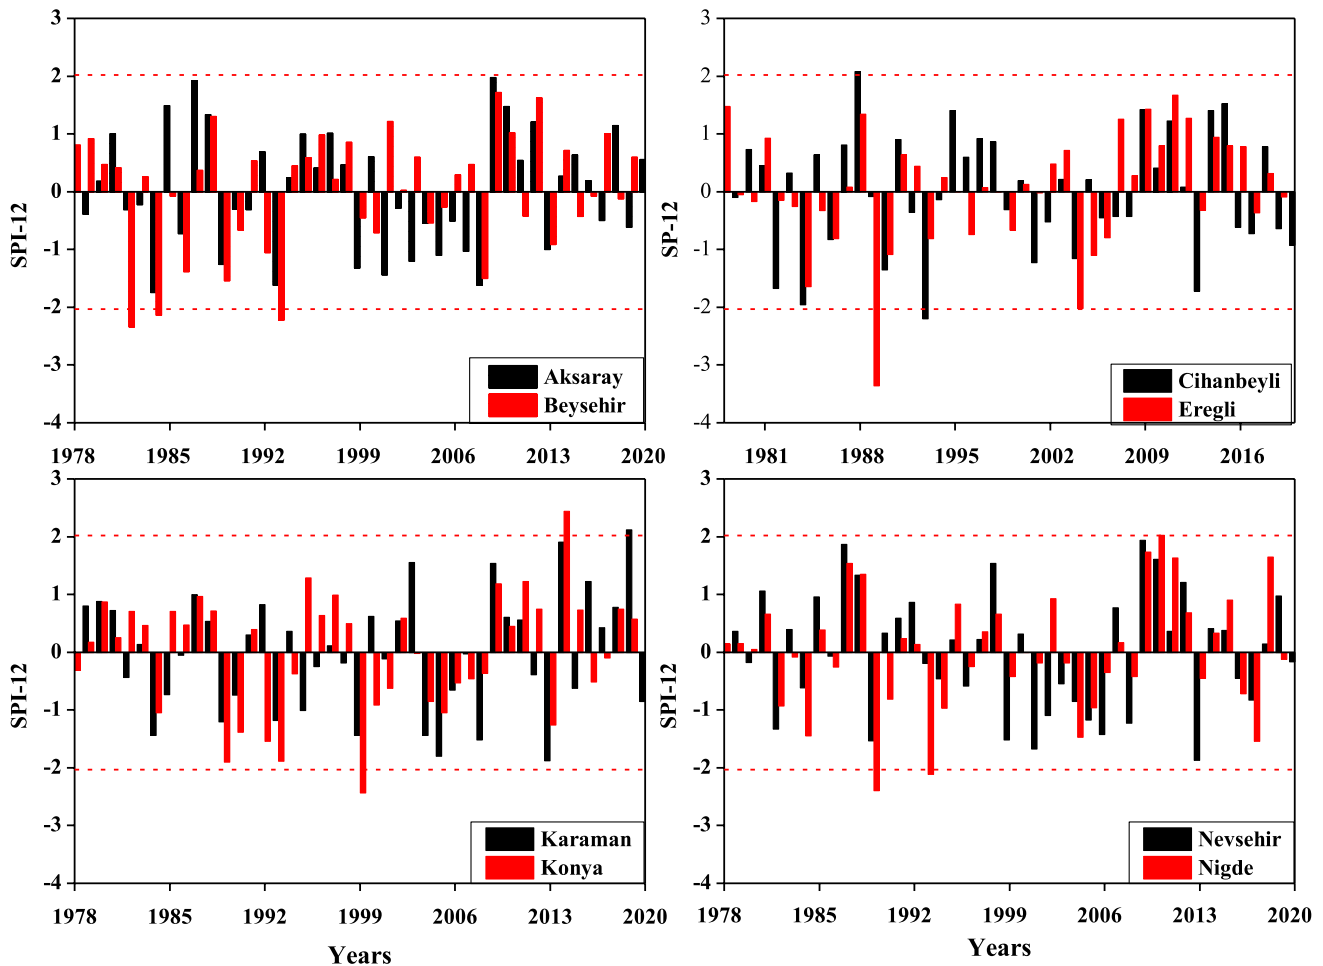 3
2
1
0
-1
-2
-3
-4
SPI-12
1978 1985 1992 1999 2006 2013 2020
Aksaray
Beysehir
3
2
1
0
-1
-2
-3
-4
SP-12
1981 1988 1995 2002 2009 2016
Cihanbeyli
Eregli
3
2
1
0
-1
-2
-3
-4
SPI-12
1978 1985 1992 1999 2006 2013 2020
Years
Karaman
Konya
3
2
1
0
-1
-2
-3
-4
SPI-12
1978 1985 1992 1999 2006 2013 2020
Years
Nevsehir
Nigde